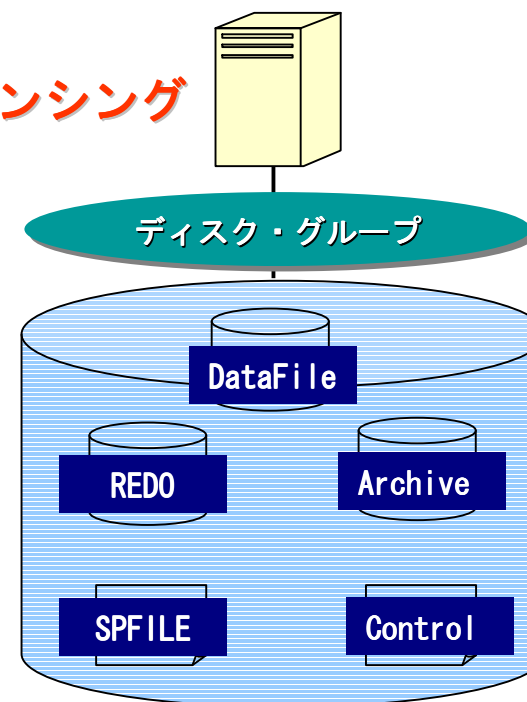 ンシング
ディスク・グループ
DataFile
REDO
Archive
SPFILE
Control